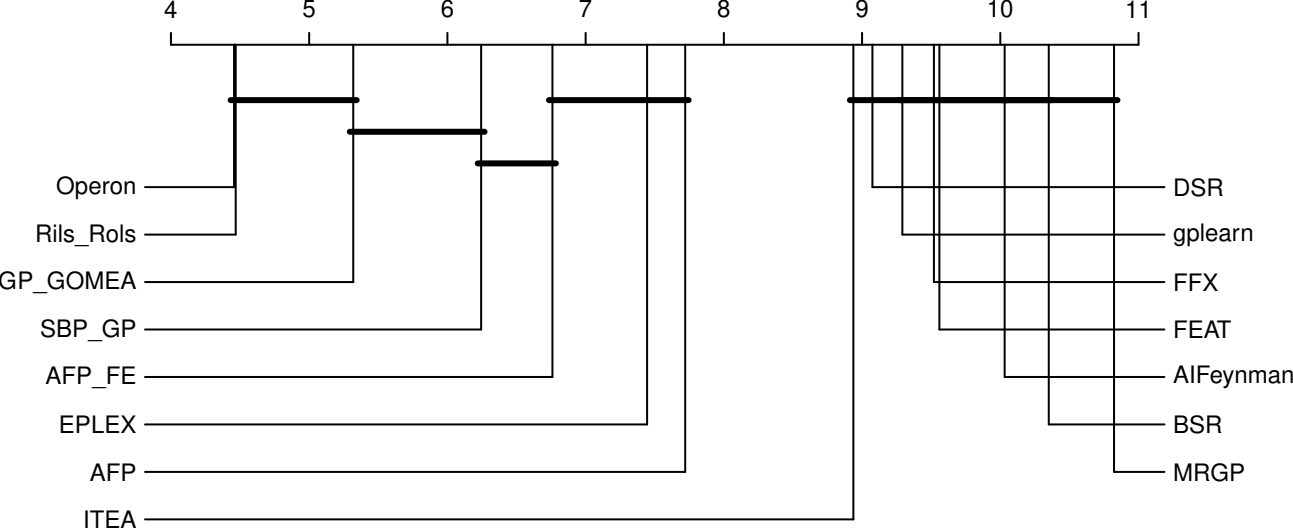 4 5 6 7 8 9 10 11
Operon
Rils_Rols
GP_GOMEA
SBP_GP
AFP_FE
EPLEX
AFP
ITEA
DSR
gplearn
FFX
FEAT
AIFeynman
BSR
MRGP